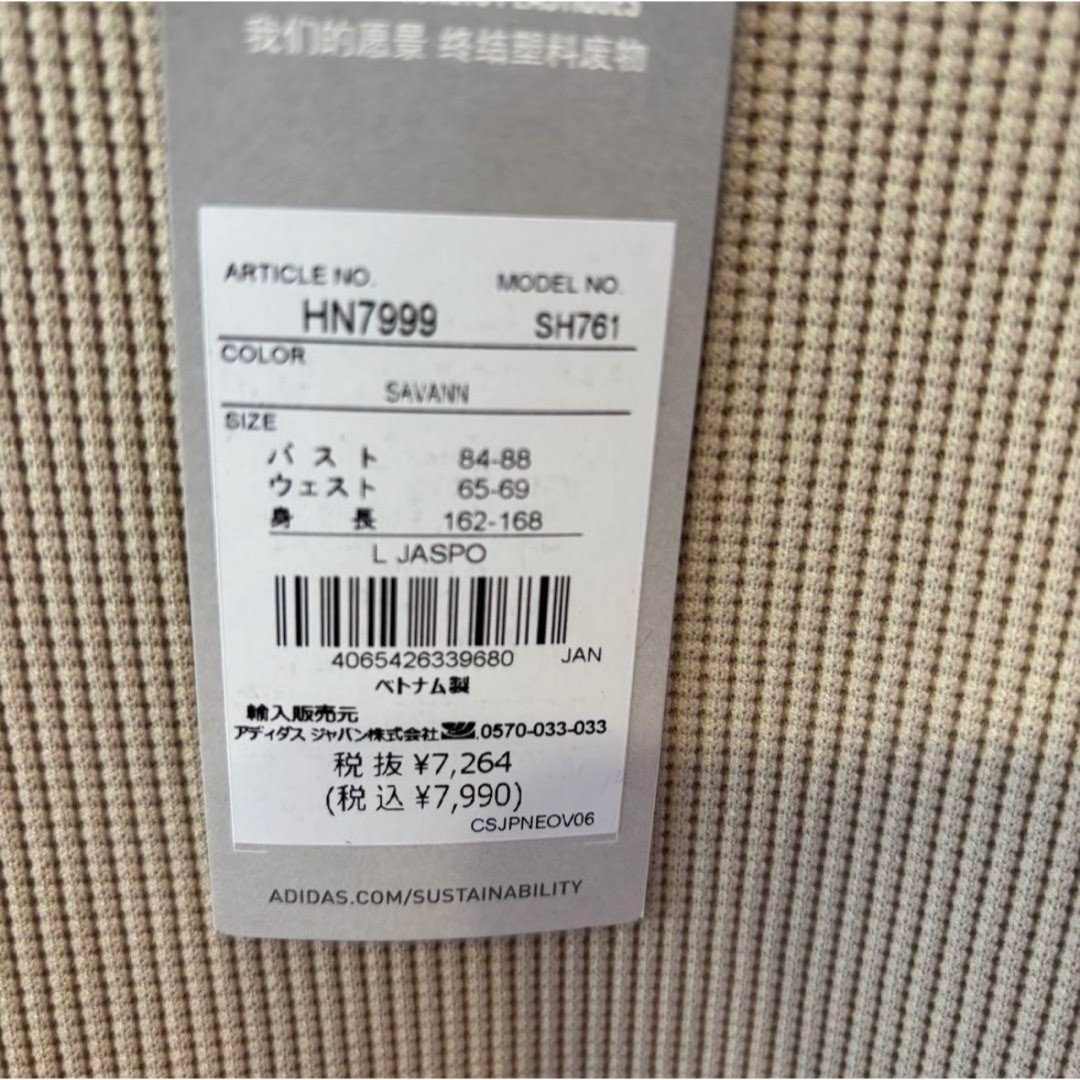 我们的愿景 终结塑料废物
ARTICLE NO. MODEL NO.
HN7999 SH761
COLOR
SAVANN
SIZE
バスト 84-88
ウェスト 65-69
身長 162-168
L JASPO
4065426339680 JAN
ベトナム製
輸入販売元
アディダス ジャパン株式会社 0570-033-033
税抜 ¥7,264
(税込 ¥7,990)
CSJPNEOV06
ADIDAS.COM/SUSTAINABILITY